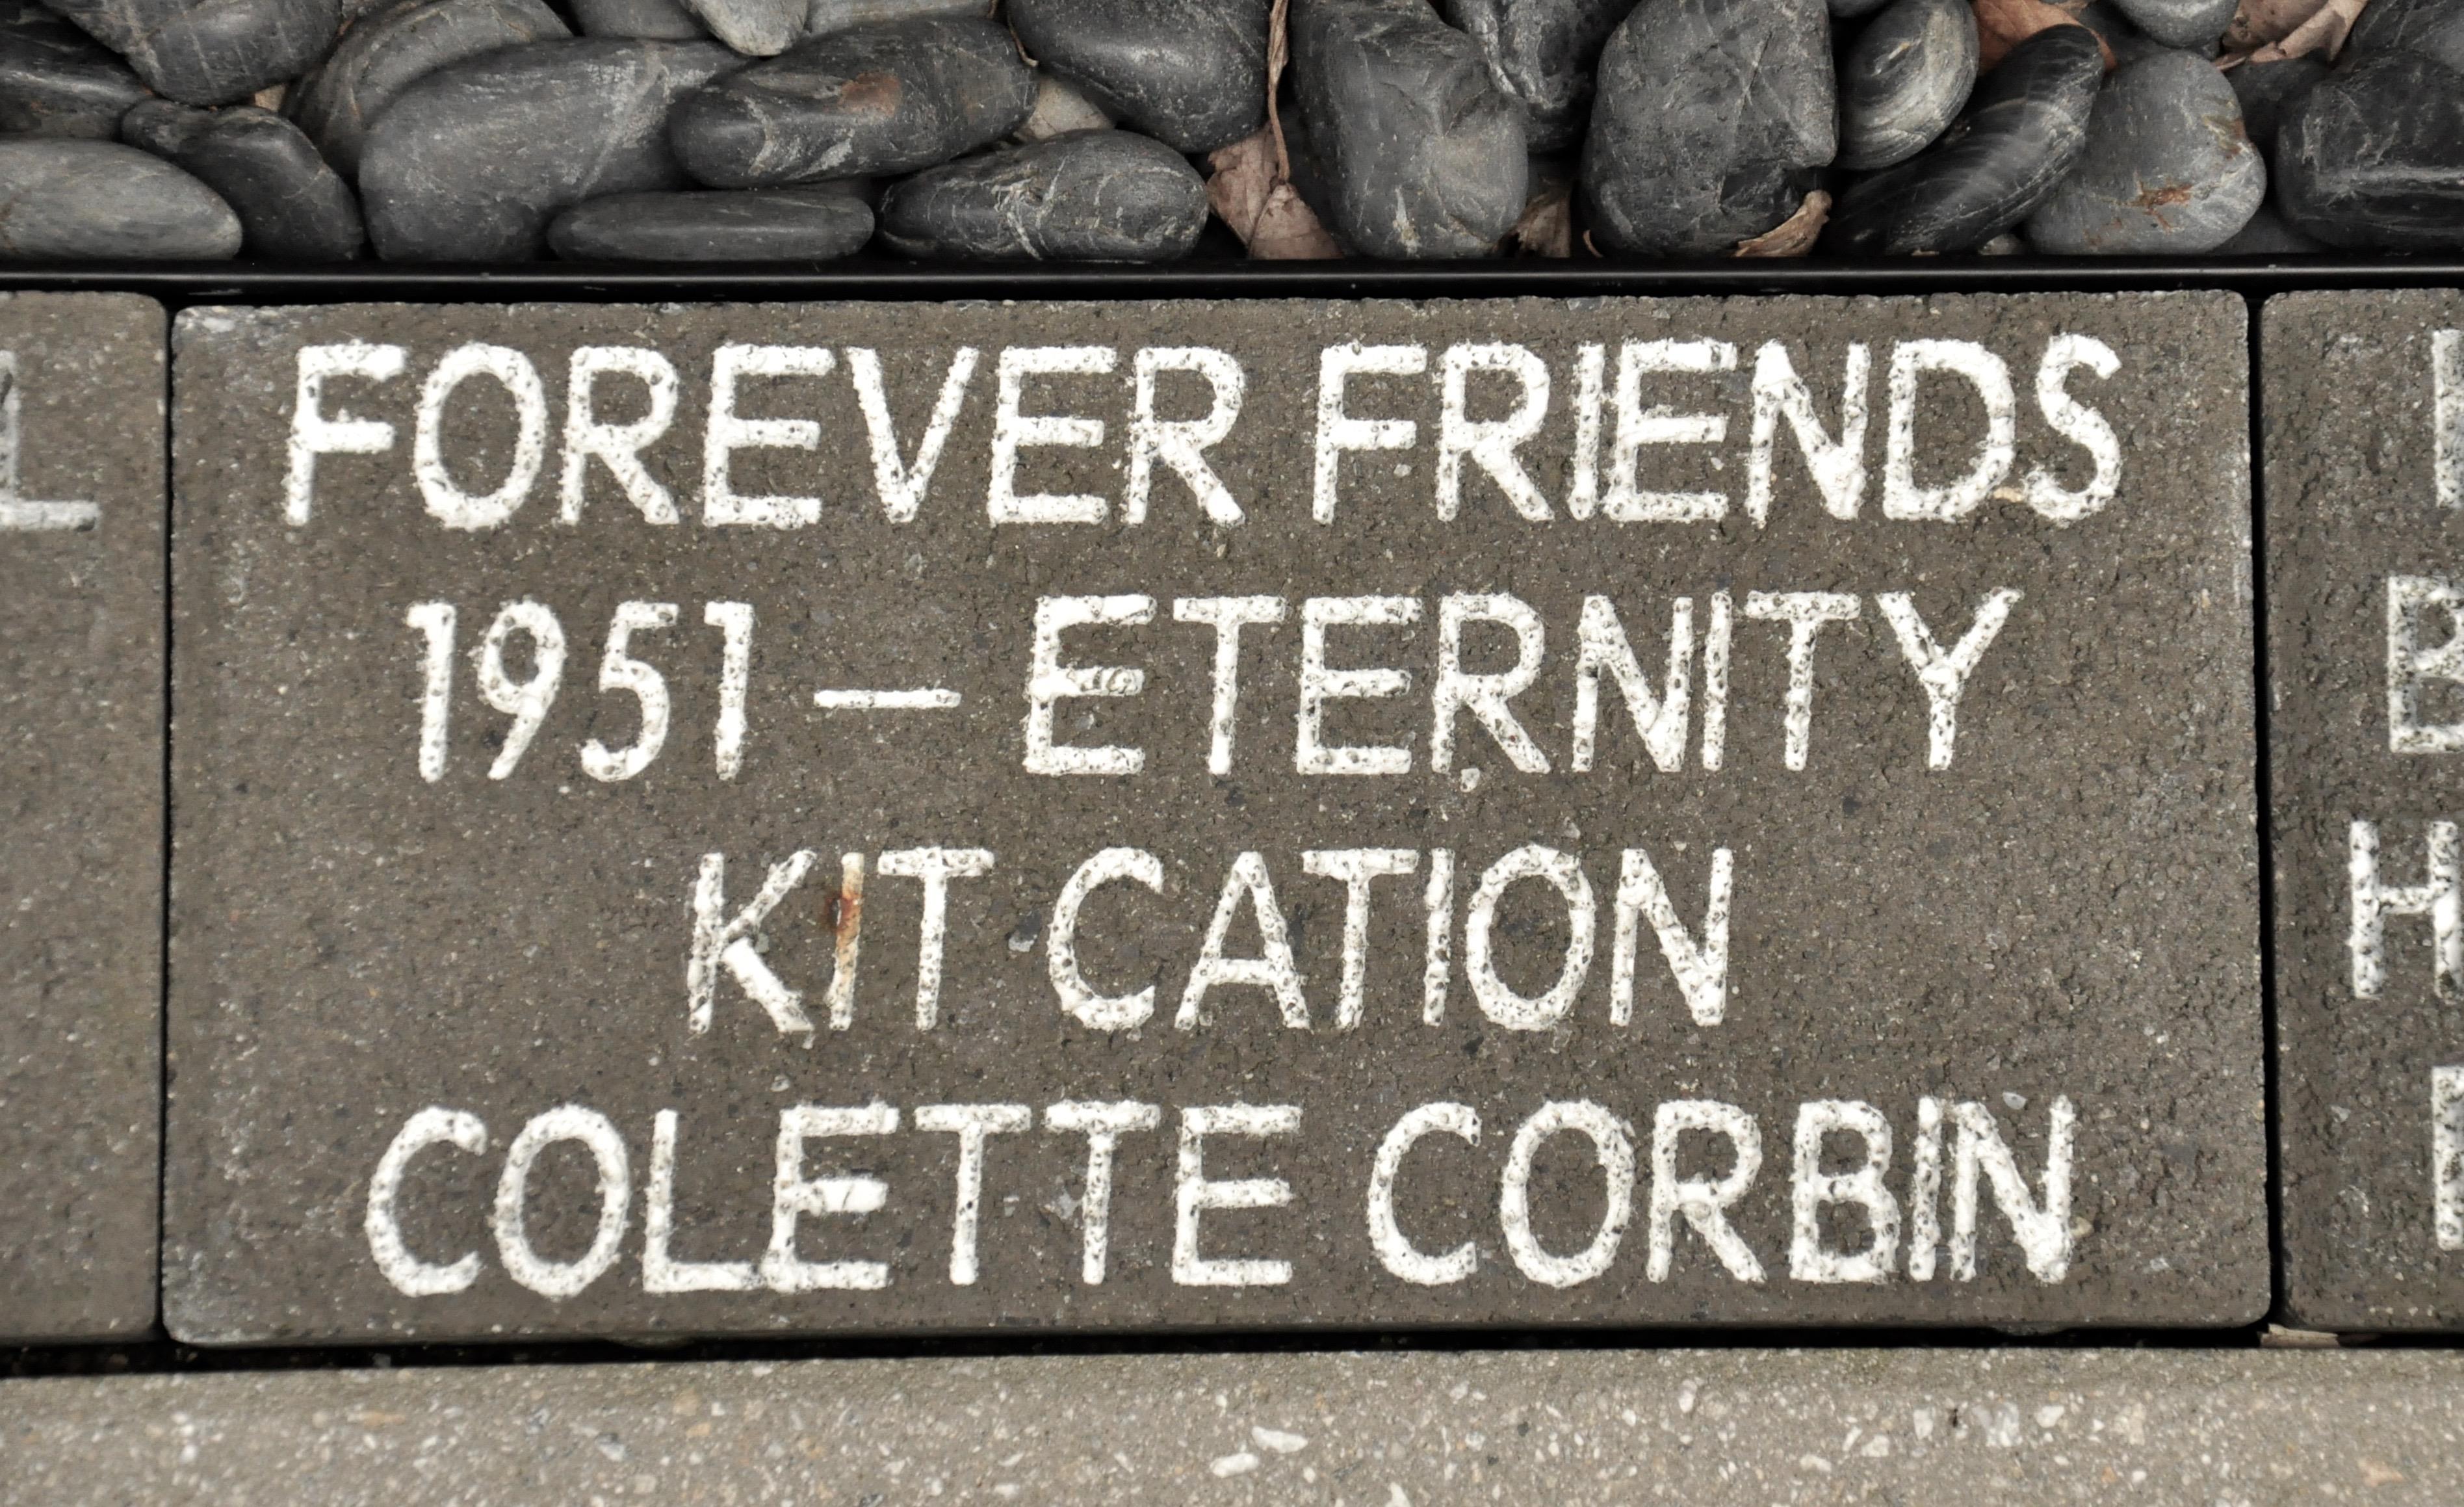 FOREVER FRIENDS
1951 — ETERNITY
KIT CATION
COLETTE CORBIN